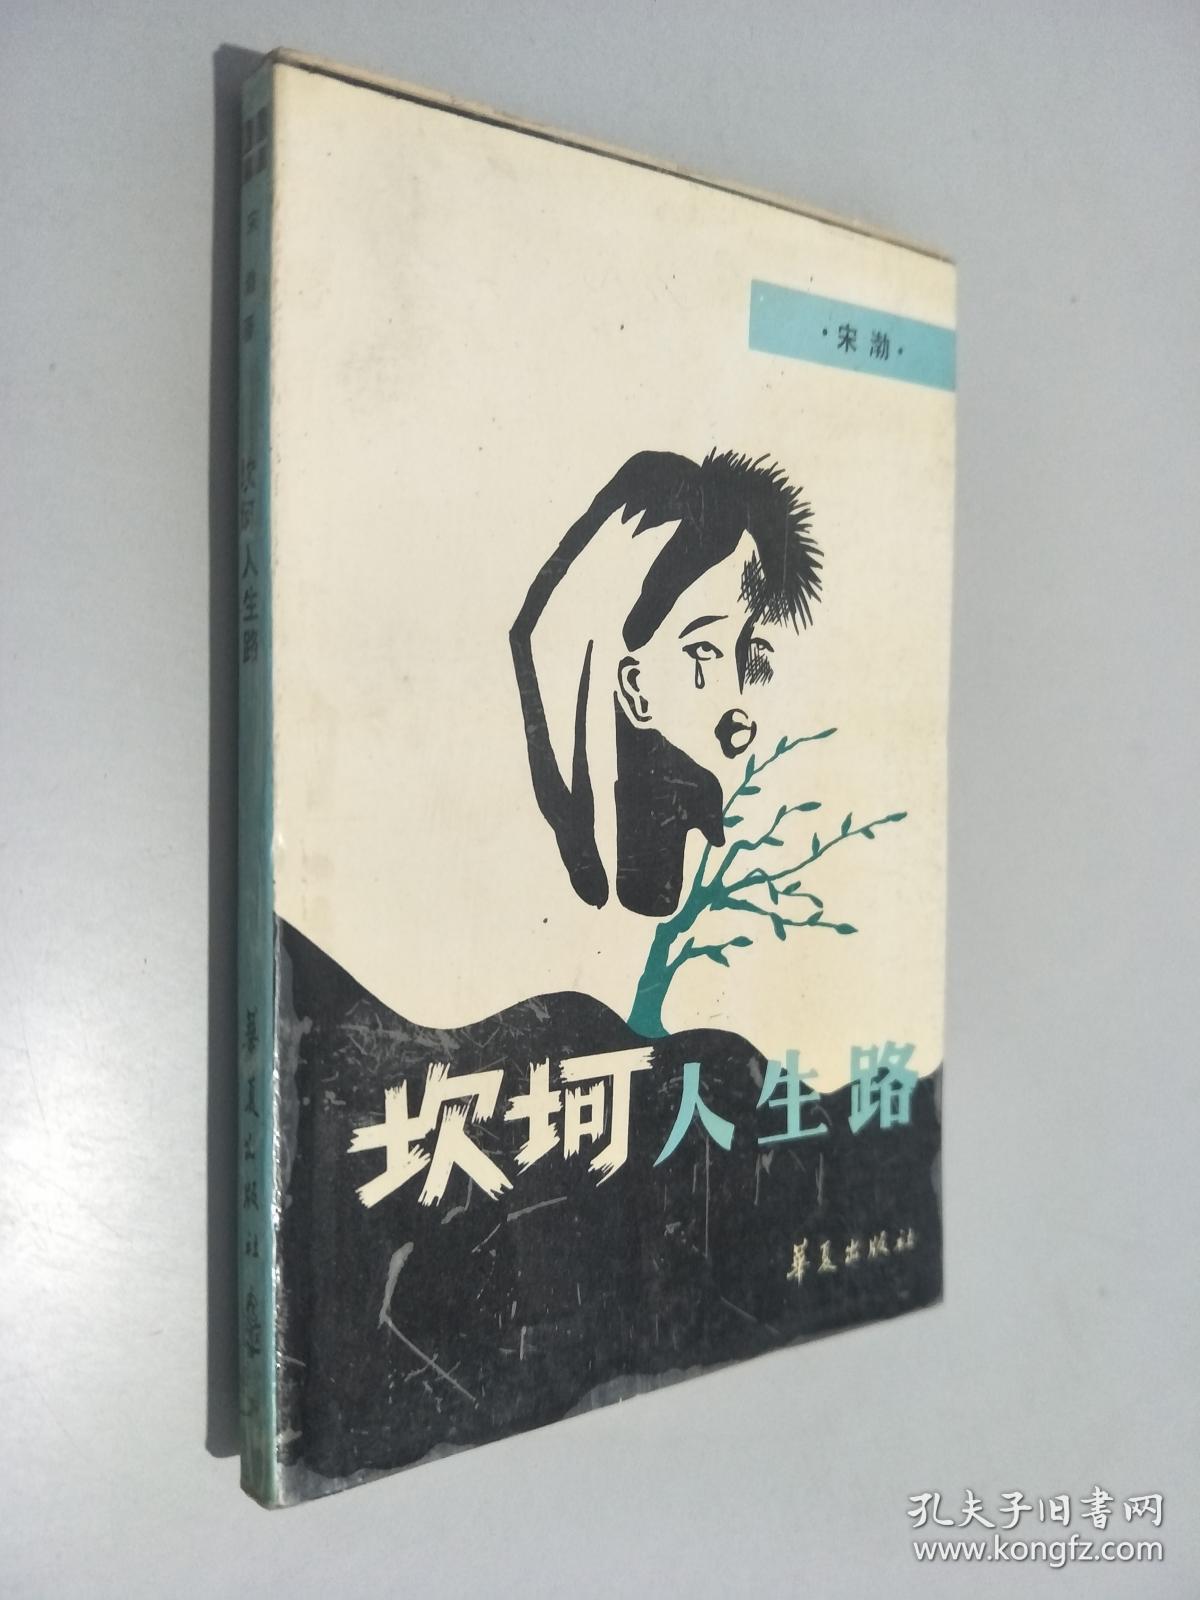 ·宋渤·
坎坷人生路
华夏出版社
宋渤著
坎坷人生路
华夏出版社
孔夫子旧书网
www.kongfz.com